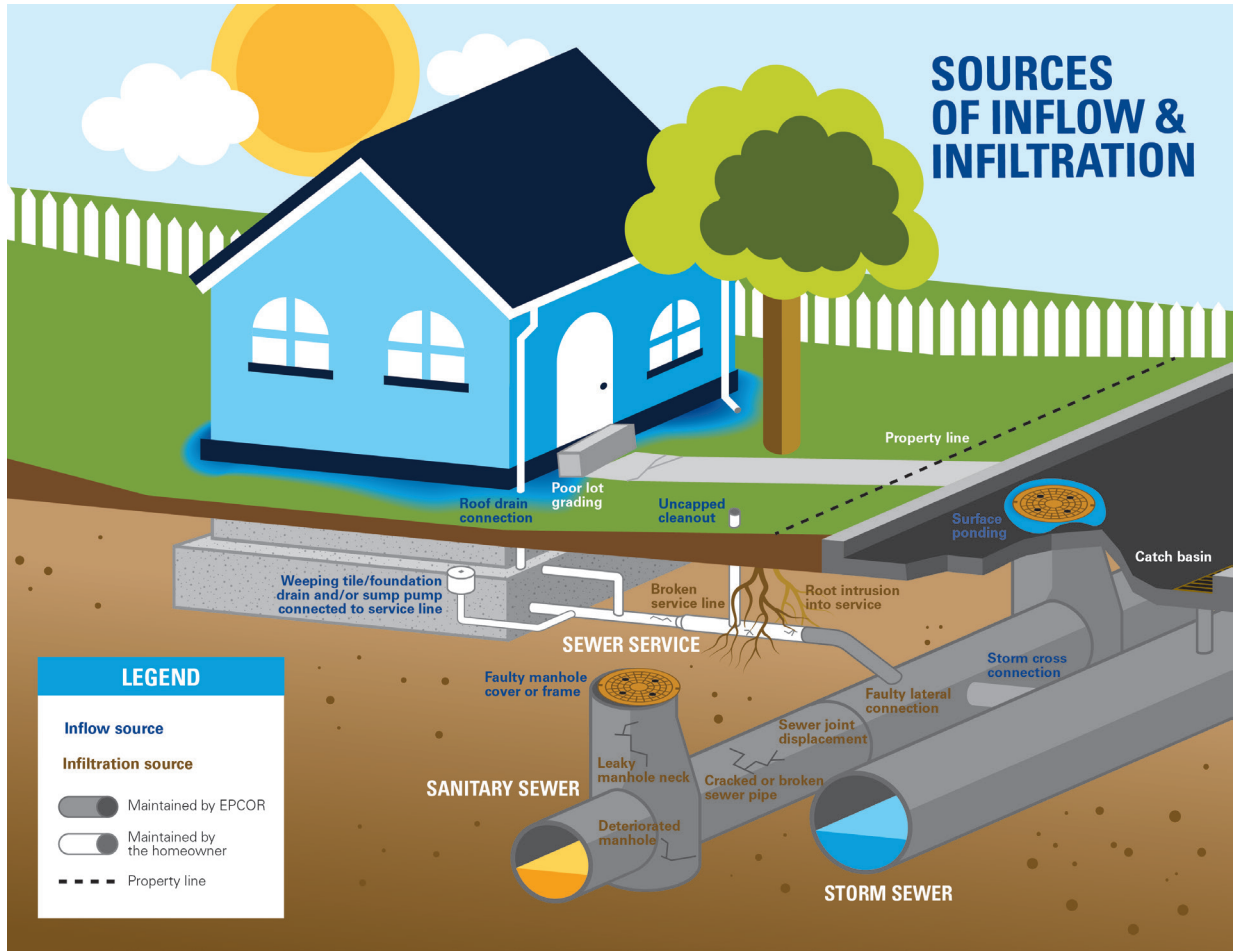 SOURCES
OF INFLOW &
INFILTRATION
Property line
Poor lot
grading
Roof drain
connection
Uncapped
cleanout
Surface
ponding
Catch basin
Weeping tile/foundation
drain and/or sump pump
connected to service line
Broken
service line
Root intrusion
into service
SEWER SERVICE
Faulty manhole
cover or frame
Storm cross
connection
Faulty lateral
connection
Sewer joint
displacement
Leaky
manhole neck
Cracked or broken
sewer pipe
SANITARY SEWER
Deteriorated
manhole
STORM SEWER
LEGEND
Inflow source
Infiltration source
Maintained by EPCOR
Maintained by
the homeowner
Property line